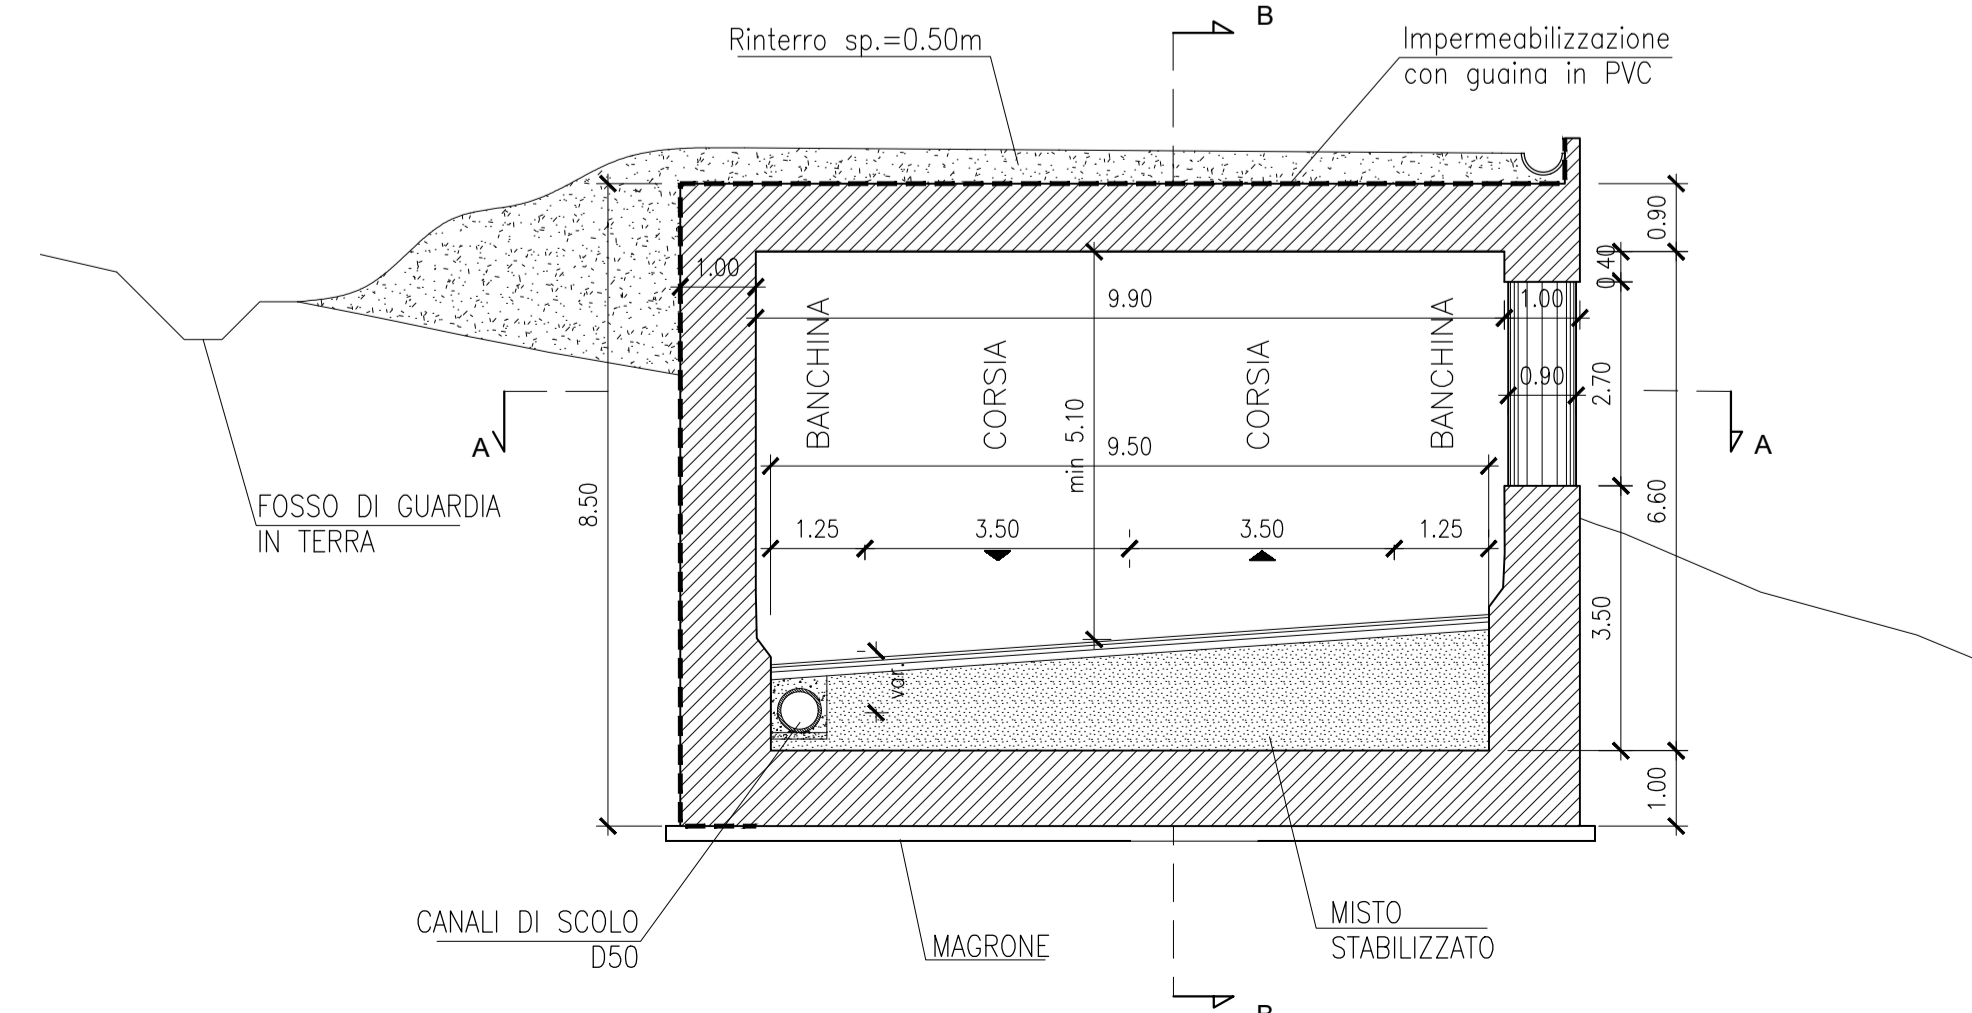 B
Rinterro sp.=0.50m
Impermeabilizzazione
con guaina in PVC
0.90
0.40
1.00
9.90
1.00
BANCHINA
CORSIA
CORSIA
BANCHINA
0.90
2.70
min 5.10
9.50
A
A
8.50
6.60
FOSSO DI GUARDIA
IN TERRA
1.25
3.50
3.50
1.25
3.50
var.
1.00
CANALI DI SCOLO
D50
MAGRONE
MISTO
STABILIZZATO
B